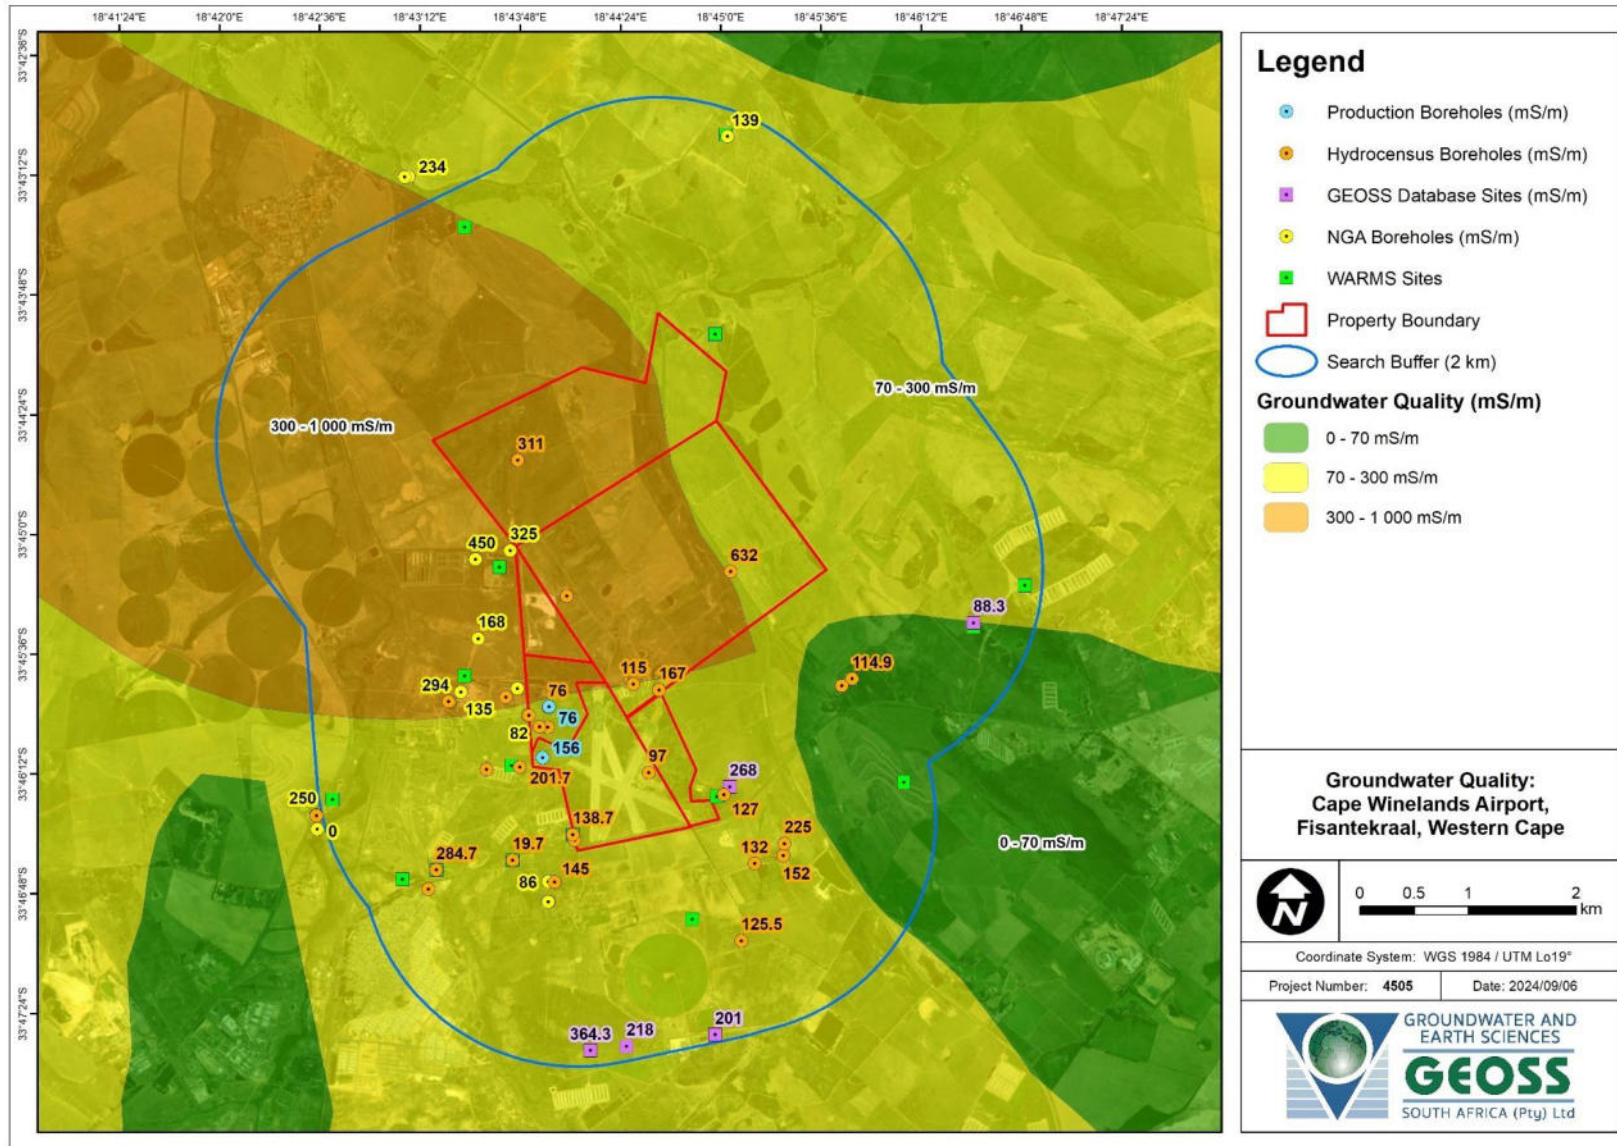 18°41'24"E
18°42'0"E
18°42'36"E
18°43'12"E
18°43'48"E
18°44'24"E
18°45'0"E
18°45'36"E
18°46'12"E
18°46'48"E
18°47'24"E
33°42'36"S
33°43'12"S
33°43'48"S
33°44'24"S
33°45'0"S
33°45'36"S
33°46'12"S
33°46'48"S
33°47'24"S
139
234
70 - 300 mS/m
300 - 1 000 mS/m
311
325
450
632
88.3
168
115
167
114.9
294
135
76
76
82
156
97
268
201.7
127
250
0
138.7
225
0 - 70 mS/m
19.7
132
152
284.7
86
145
125.5
364.3
218
201
Legend
Production Boreholes (mS/m)
Hydrocensus Boreholes (mS/m)
GEOSS Database Sites (mS/m)
NGA Boreholes (mS/m)
WARMS Sites
Property Boundary
Search Buffer (2 km)
Groundwater Quality (mS/m)
0 - 70 mS/m
70 - 300 mS/m
300 - 1 000 mS/m
Groundwater Quality:
Cape Winelands Airport,
Fisantekraal, Western Cape
N
0 0.5 1 2
km
Coordinate System: WGS 1984 / UTM Lo19°
Project Number: 4505
Date: 2024/09/06
GROUNDWATER AND
EARTH SCIENCES
GEOSS
SOUTH AFRICA (Pty) Ltd